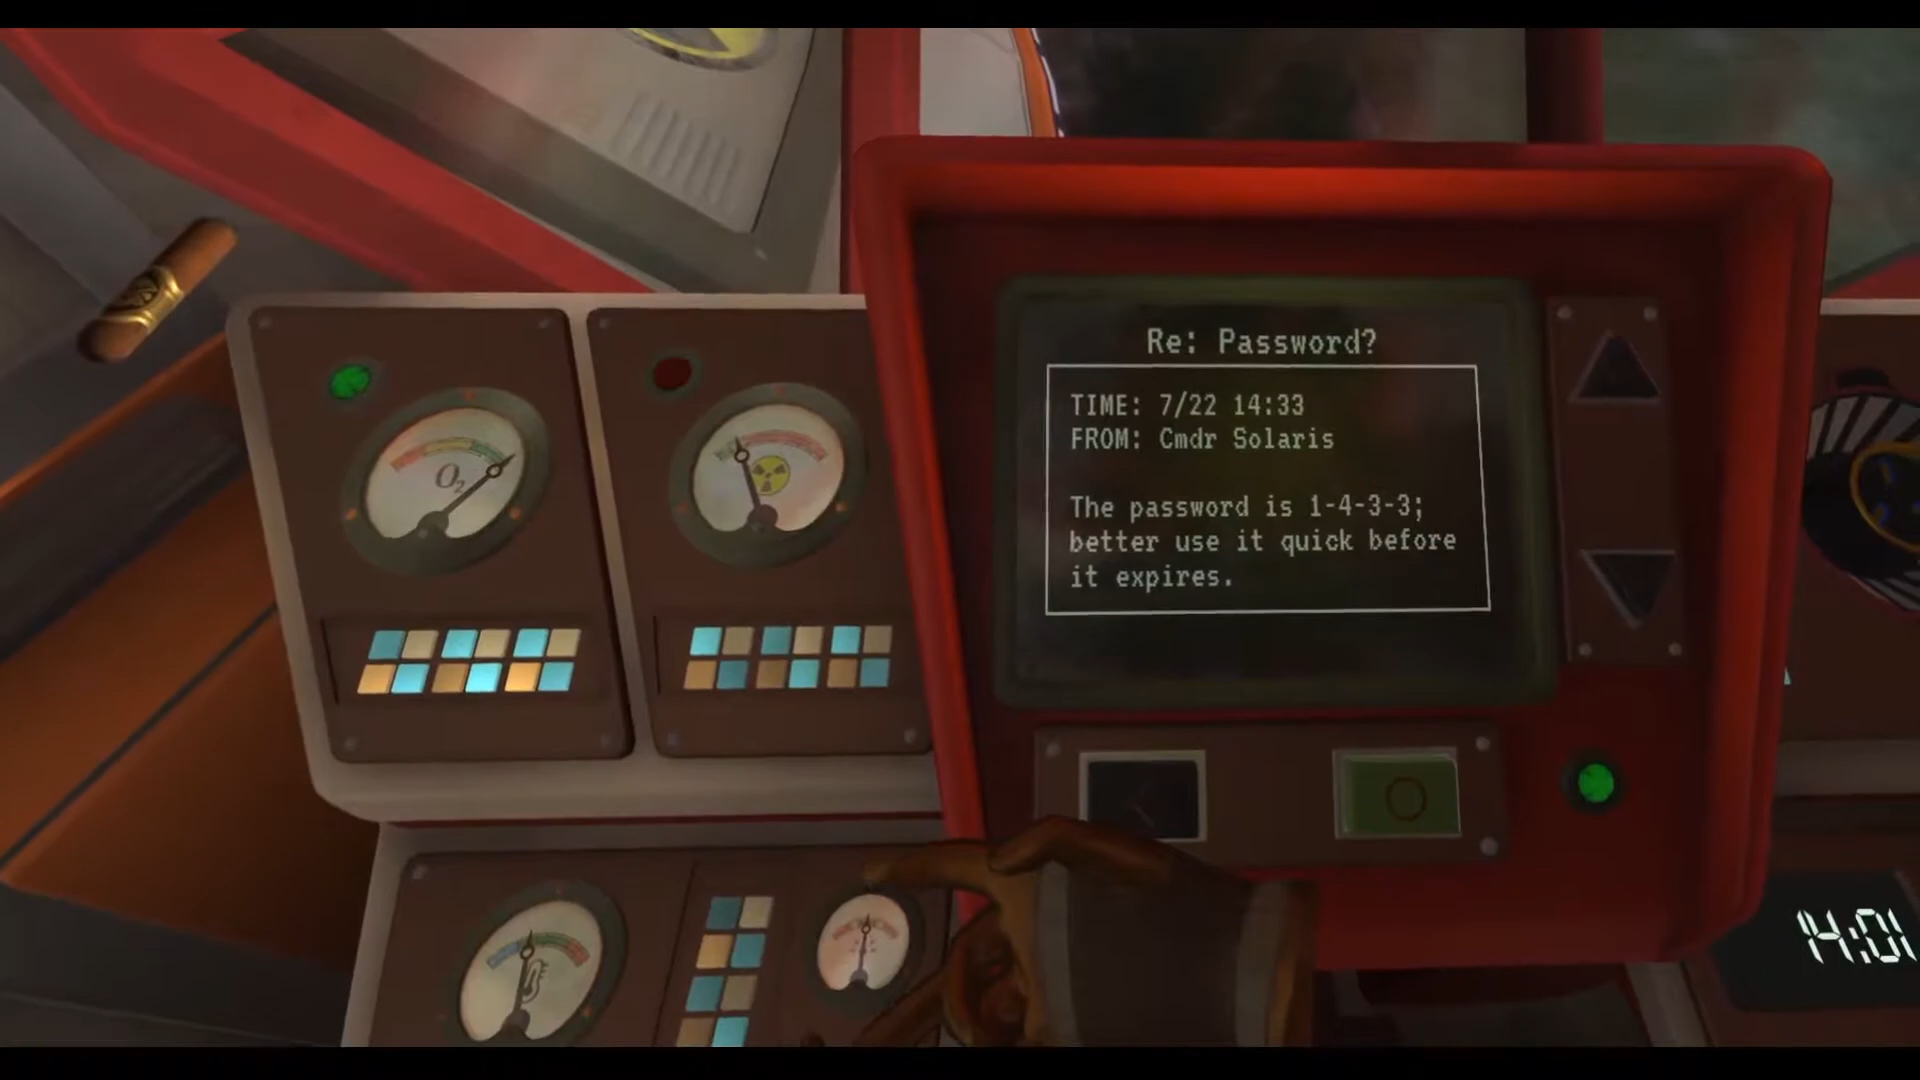 Re: Password?
TIME: 7/22 14:33
FROM: Cmdr Solaris
The password is 1-4-3-3;
better use it quick before
it expires.
O₂
14:01